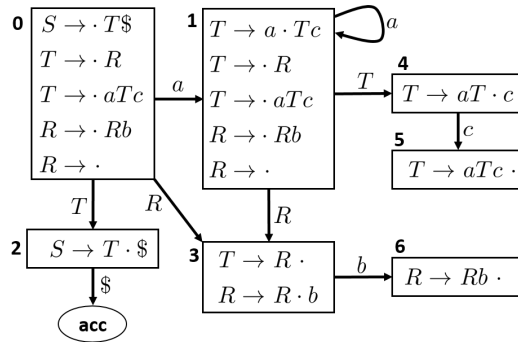 0
S → · T$
T → · R
T → · aTc
R → · Rb
R → ·
a
1
T → a · Tc
T → · R
T → · aTc
R → · Rb
R → ·
a
T
4
T → aT · c
c
5
T → aTc ·
T
R
R
2
S → T · $
$
acc
3
T → R ·
R → R · b
b
6
R → Rb ·